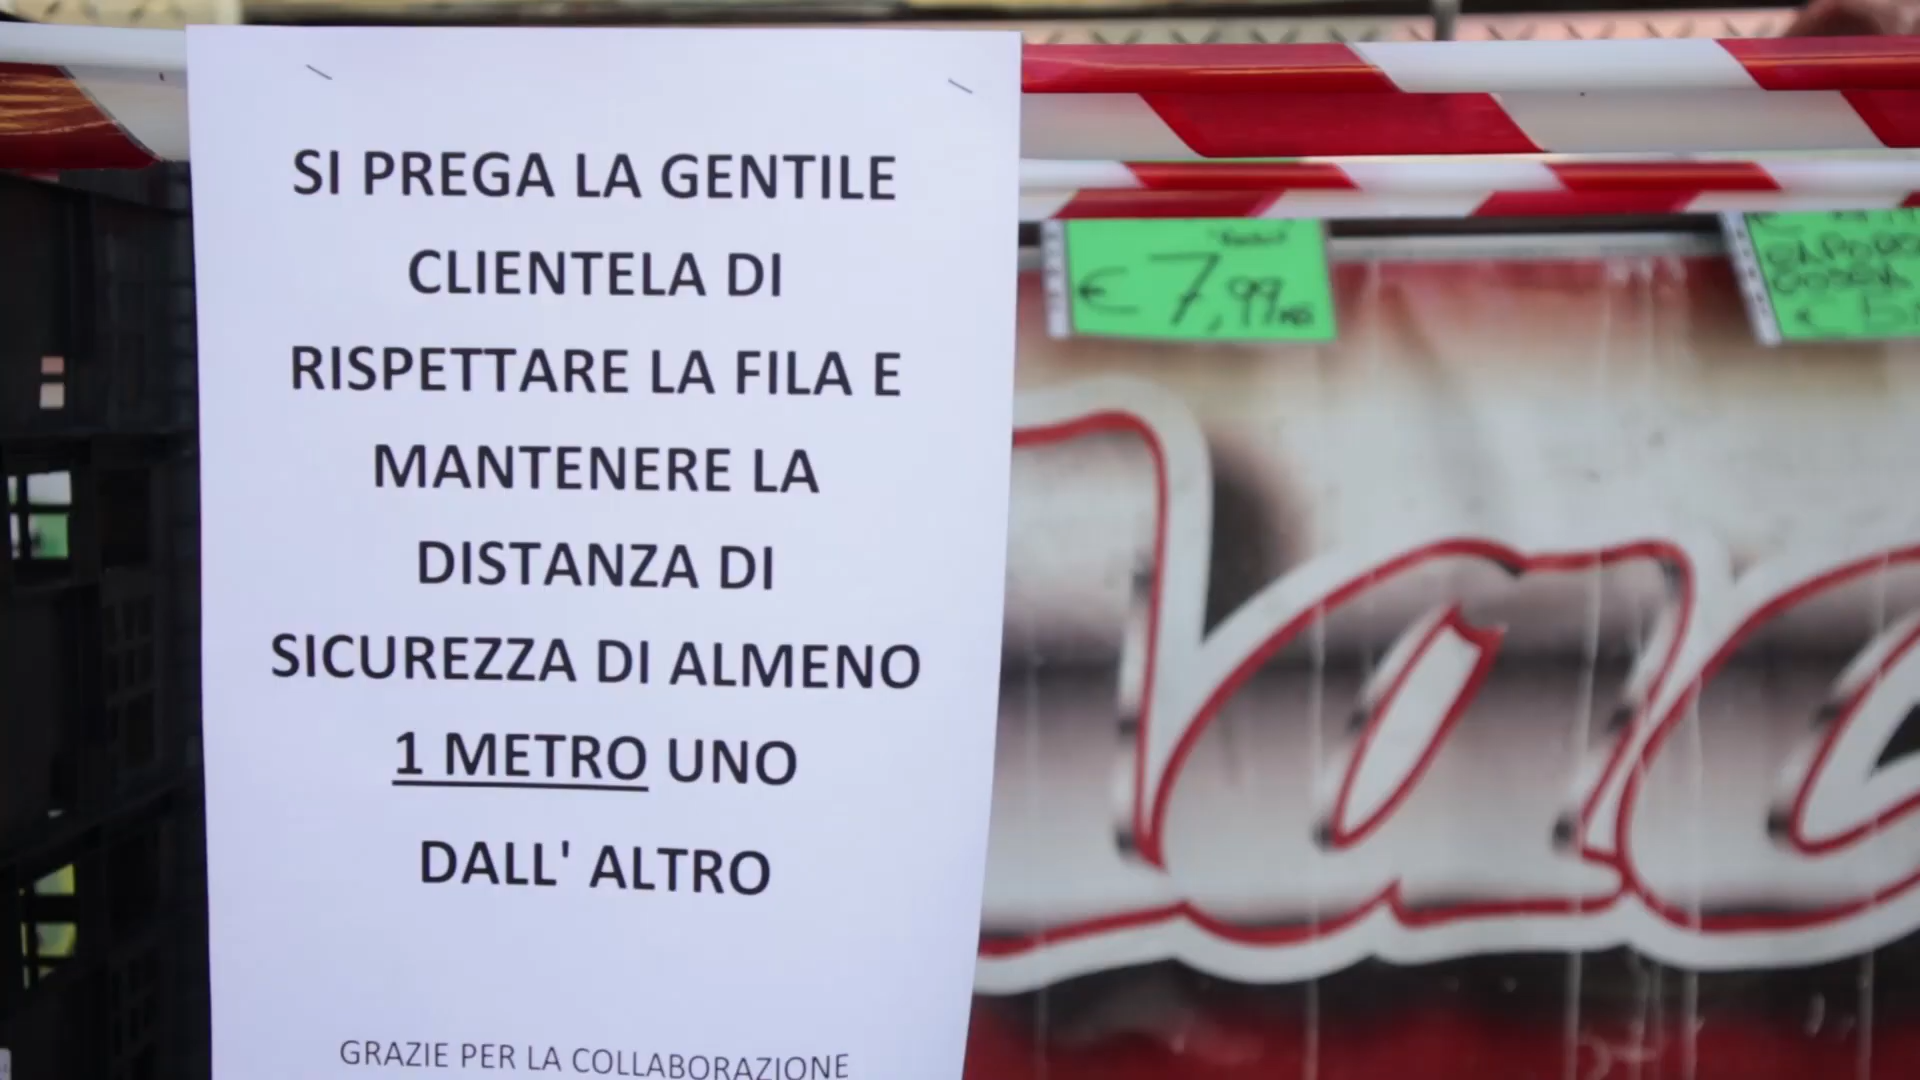 SI PREGA LA GENTILE
CLIENTELA DI
RISPETTARE LA FILA E
MANTENERE LA
DISTANZA DI
SICUREZZA DI ALMENO
1 METRO UNO
DALL' ALTRO
GRAZIE PER LA COLLABORAZIONE
€ 7,99